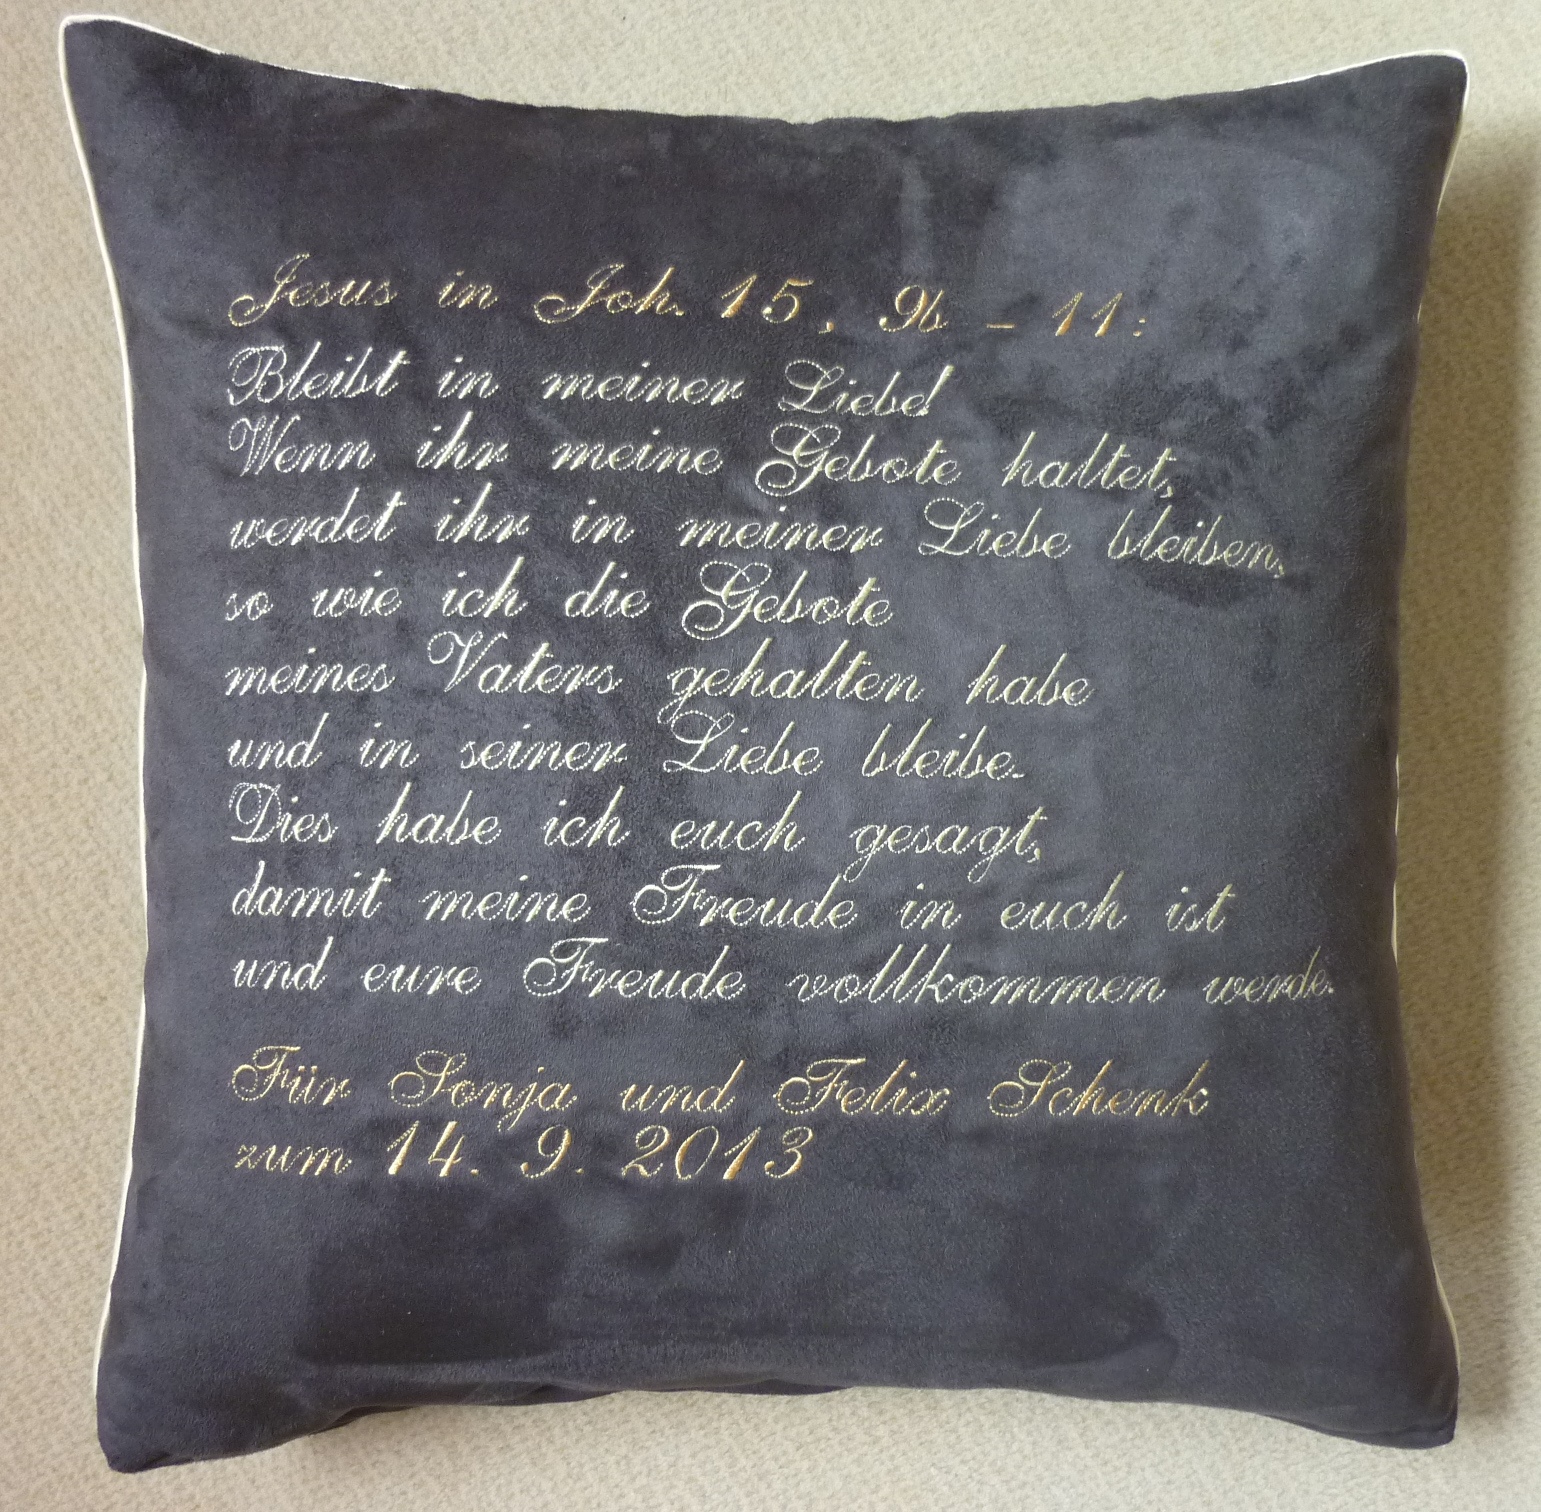 Jesus in Joh. 15, 9b - 11:
Bleibt in meiner Liebe!
Wenn ihr meine Gebote haltet,
werdet ihr in meiner Liebe bleiben,
so wie ich die Gebote
meines Vaters gehalten habe
und in seiner Liebe bleibe.
Dies habe ich euch gesagt,
damit meine Freude in euch ist
und eure Freude vollkommen werde.
Für Sonja und Felix Schenk
zum 14. 9. 2013